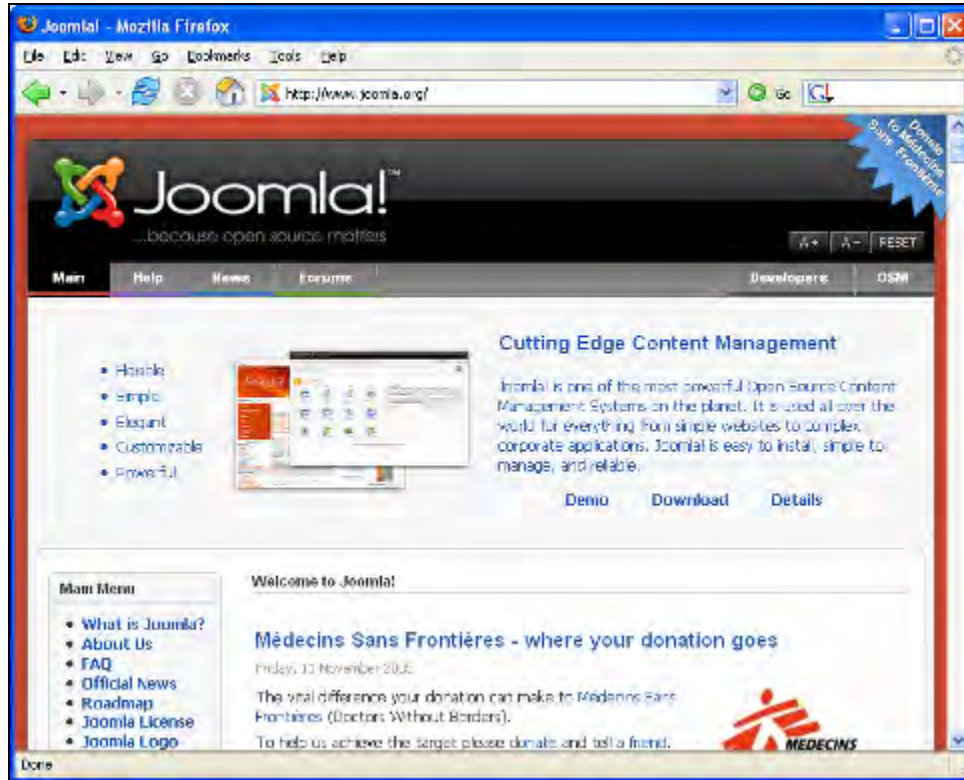 Joomla! - Mozilla Firefox
File Edit View Go Bookmarks Tools Help
http://www.joomla.org/ Go
Donate to Médecins Sans Frontière
Joomla!™
...because open source matters
A+ A- RESET
Main Help News Forums Developers OSM
Flexible
Simple
Elegant
Customizable
Powerful
Cutting Edge Content Management
Joomla! is one of the most powerful Open Source Content
Management Systems on the planet. It is used all over the
world for everything from simple websites to complex
corporate applications. Joomla! is easy to install, simple to
manage, and reliable.
Demo Download Details
Main Menu
What is Joomla?
About Us
FAQ
Official News
Roadmap
Joomla License
Joomla Logo
Welcome to Joomla!
Médecins Sans Frontières - where your donation goes
Friday, 11 November 2005
The vital difference your donation can make to Médecins Sans
Frontières (Doctors Without Borders).
To help us achieve the target please donate and tell a friend.
MEDECINS
Done